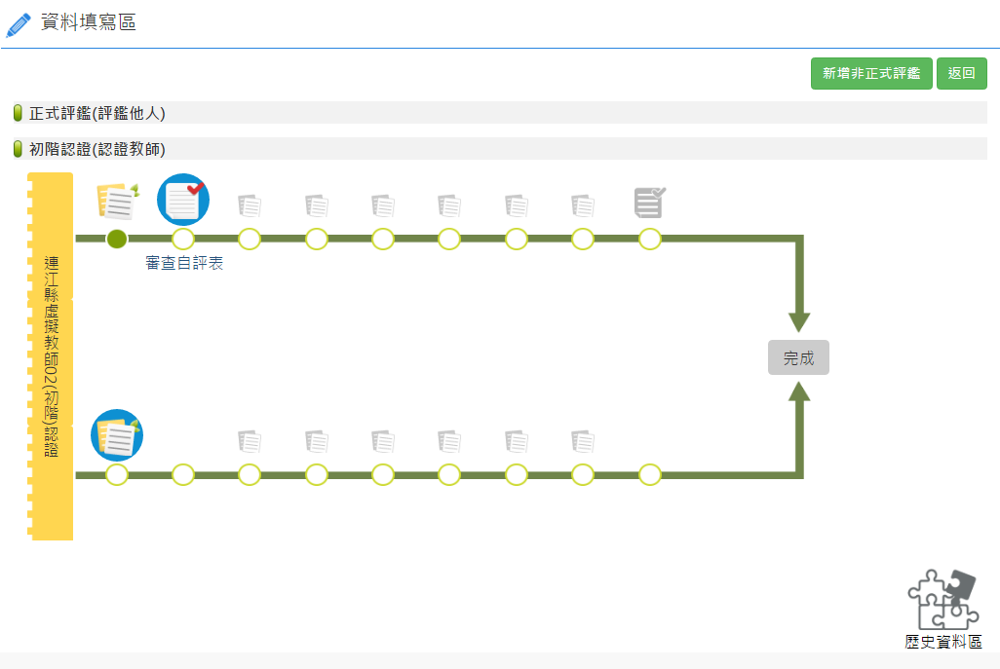 資料填寫區
新增非正式評鑑
返回
正式評鑑(評鑑他人)
初階認證(認證教師)
連江縣虛擬教師02(初階)認證
審查自評表
完成
歷史資料區